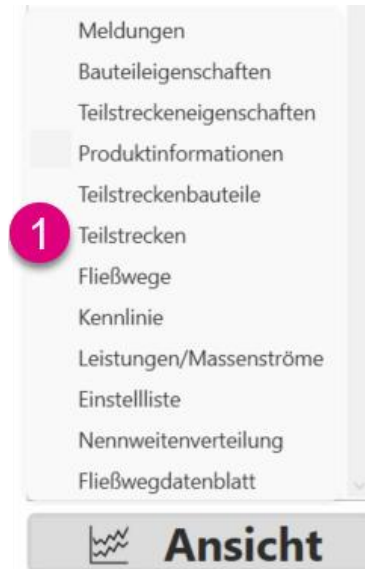 Meldungen
Bauteileigenschaften
Teilstreckeneigenschaften
Produktinformationen
Teilstreckenbauteile
1 Teilstrecken
Fließwege
Kennlinie
Leistungen/Massenströme
Einstellliste
Nennweitenverteilung
Fließwegdatenblatt
Ansicht